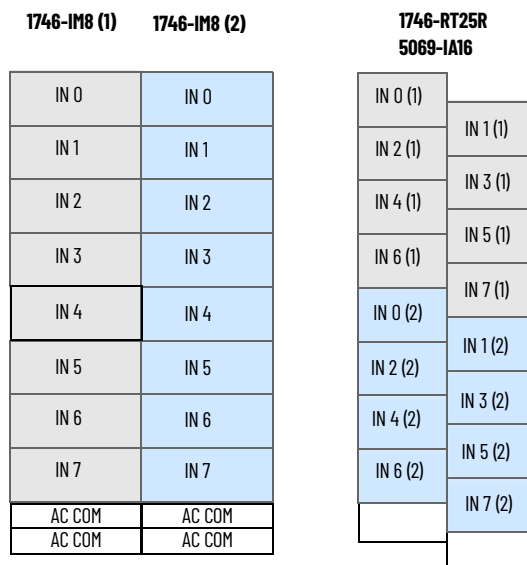 1746-IM8 (1) 1746-IM8 (2)
IN 0 IN 0
IN 1 IN 1
IN 2 IN 2
IN 3 IN 3
IN 4 IN 4
IN 5 IN 5
IN 6 IN 6
IN 7 IN 7
AC COM AC COM
AC COM AC COM
1746-RT25R
5069-IA16
IN 0 (1)
IN 1 (1)
IN 2 (1)
IN 3 (1)
IN 4 (1)
IN 5 (1)
IN 6 (1)
IN 7 (1)
IN 0 (2)
IN 1 (2)
IN 2 (2)
IN 3 (2)
IN 4 (2)
IN 5 (2)
IN 6 (2)
IN 7 (2)